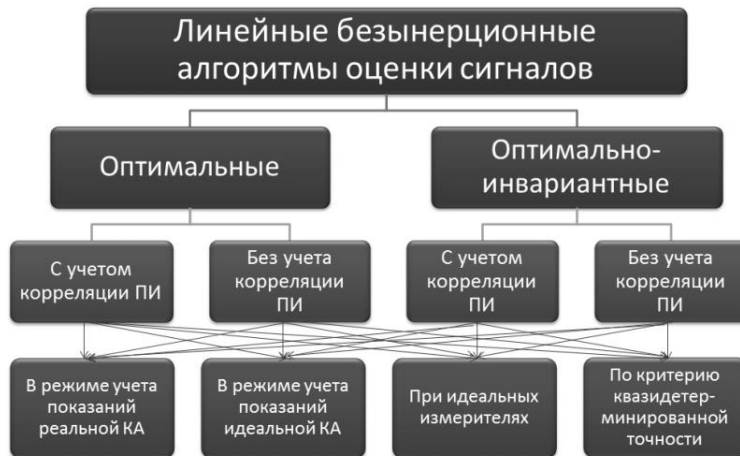 Линейные безынерционные
алгоритмы оценки сигналов
Оптимальные
Оптимально-
инвариантные
С учетом
корреляции ПИ
Без учета
корреляции
ПИ
С учетом
корреляции ПИ
Без учета
корреляции
ПИ
В режиме учета
показаний
реальной КА
В режиме учета
показаний
идеальной КА
При идеальных
измерителях
По критерию
квазидетер-
минированной
точности